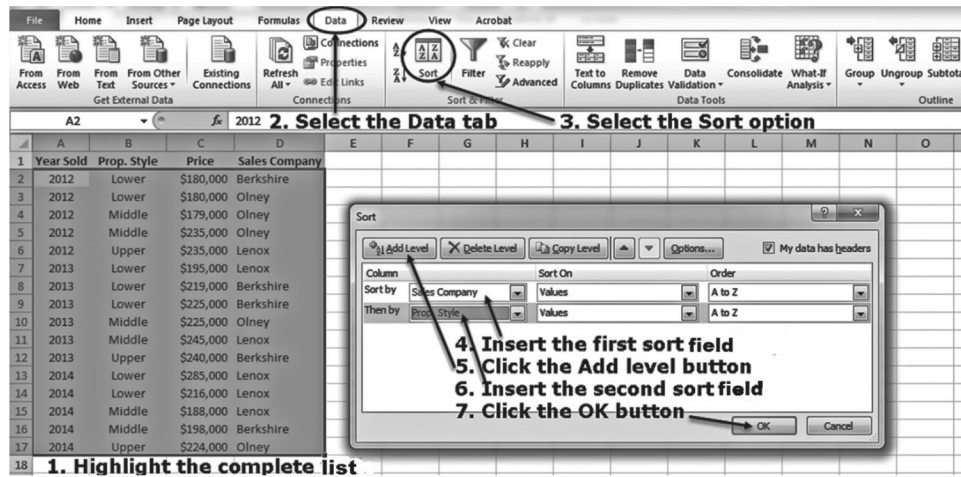 File Home Insert Page Layout Formulas Data Review View Acrobat
From Access
From Web
From Text
From Other Sources
Existing Connections
Refresh All
Connections
Properties
Edit Links
Sort
Filter
Clear
Reapply
Advanced
Text to Columns
Remove Duplicates
Data Validation
Consolidate
What-If Analysis
Group
Ungroup
Subtota
Get External Data
Connections
Sort & Filter
Data Tools
Outline
A2 fx 2012
2. Select the Data tab
3. Select the Sort option
A B C D E F G H I J K L M N O
1 Year Sold Prop. Style Price Sales Company
2 2012 Lower $180,000 Berkshire
3 2012 Lower $180,000 Olney
4 2012 Middle $179,000 Olney
5 2012 Middle $235,000 Olney
6 2012 Upper $235,000 Lenox
7 2013 Lower $195,000 Lenox
8 2013 Lower $219,000 Berkshire
9 2013 Lower $225,000 Berkshire
10 2013 Middle $225,000 Olney
11 2013 Middle $245,000 Lenox
12 2013 Upper $240,000 Berkshire
13 2014 Lower $285,000 Lenox
14 2014 Lower $216,000 Lenox
15 2014 Middle $188,000 Lenox
16 2014 Middle $198,000 Berkshire
17 2014 Upper $224,000 Olney
18
1. Highlight the complete list
Sort
Add Level Delete Level Copy Level Options... My data has headers
Column Sort On Order
Sort by Sales Company Values A to Z
Then by Prop. Style Values A to Z
4. Insert the first sort field
5. Click the Add level button
6. Insert the second sort field
7. Click the OK button
OK Cancel